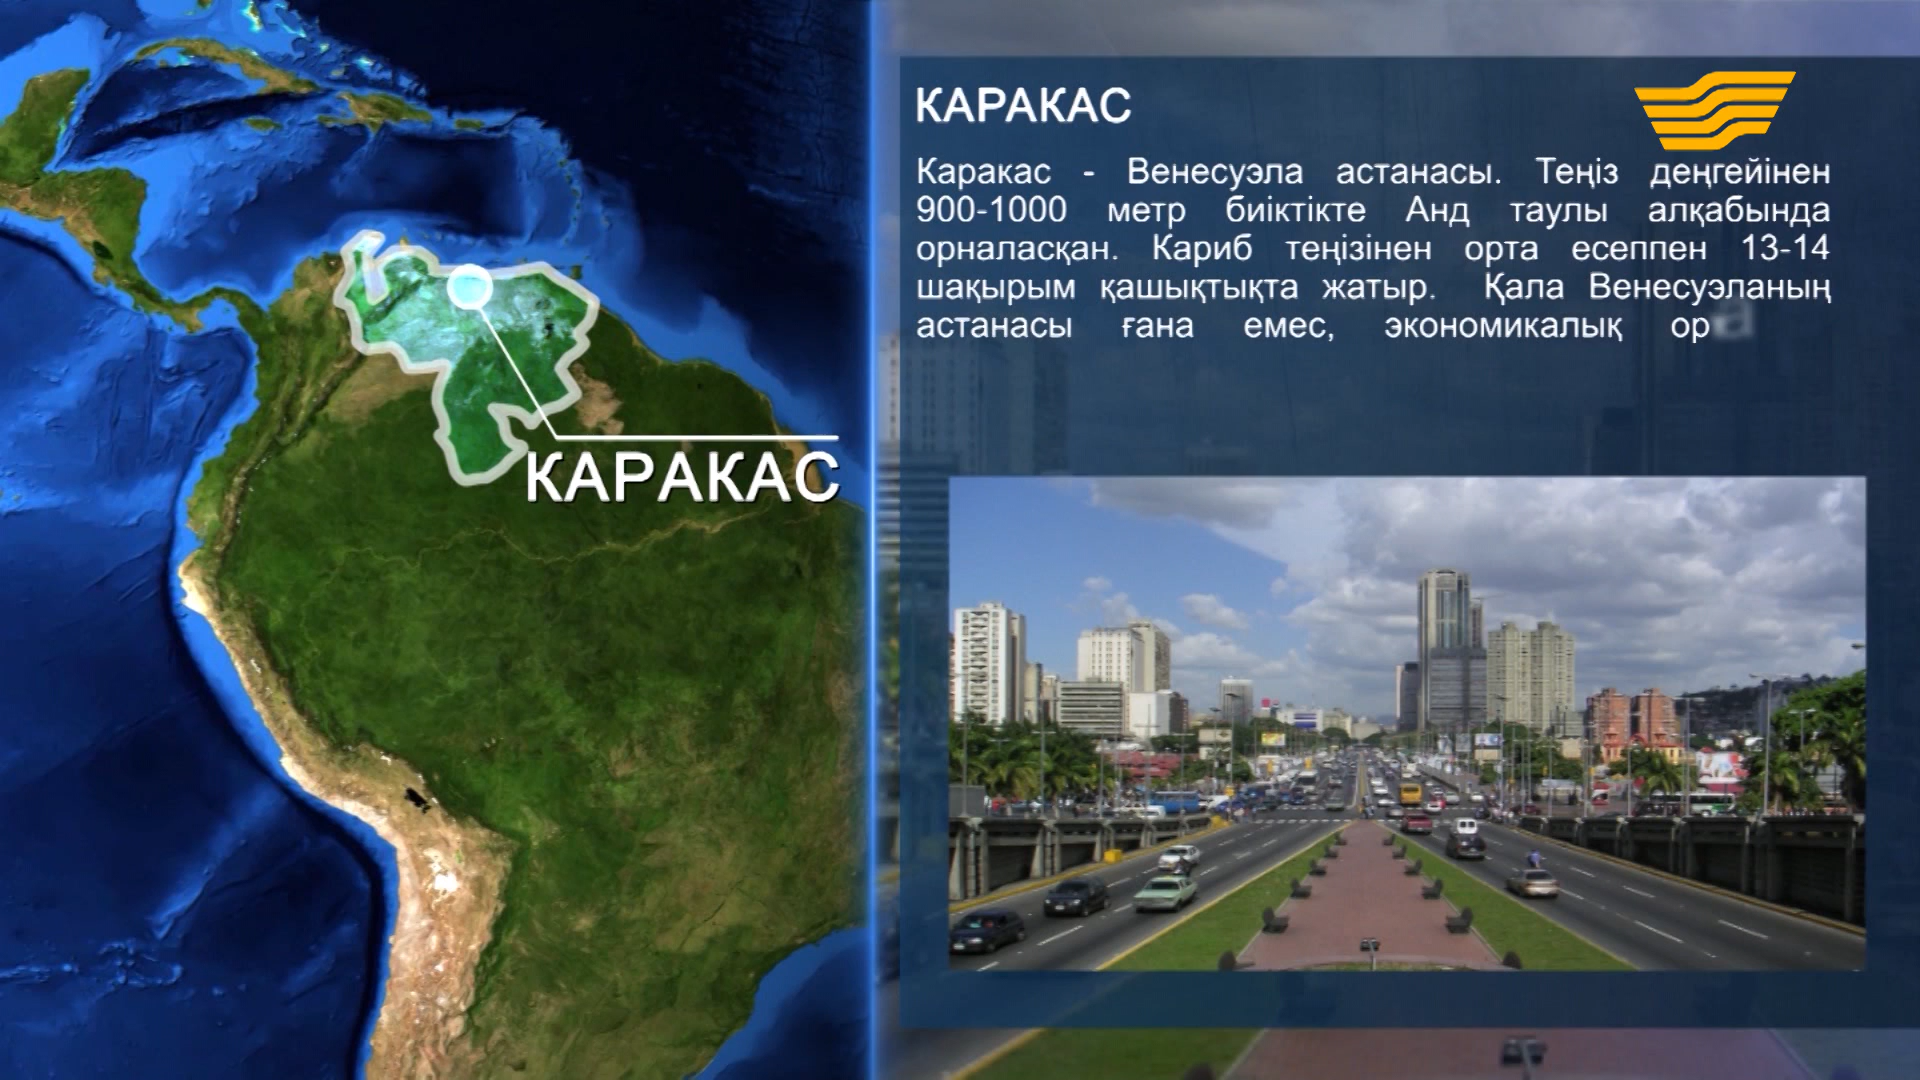 КАРАКАС
Каракас - Венесуэла астанасы. Теңіз деңгейінен
900-1000 метр биіктікте Анд таулы алқабында
орналасқан. Кариб теңізінен орта есеппен 13-14
шақырым қашықтықта жатыр. Қала Венесуэланың
астанасы ғана емес, экономикалық
КАРАКАС